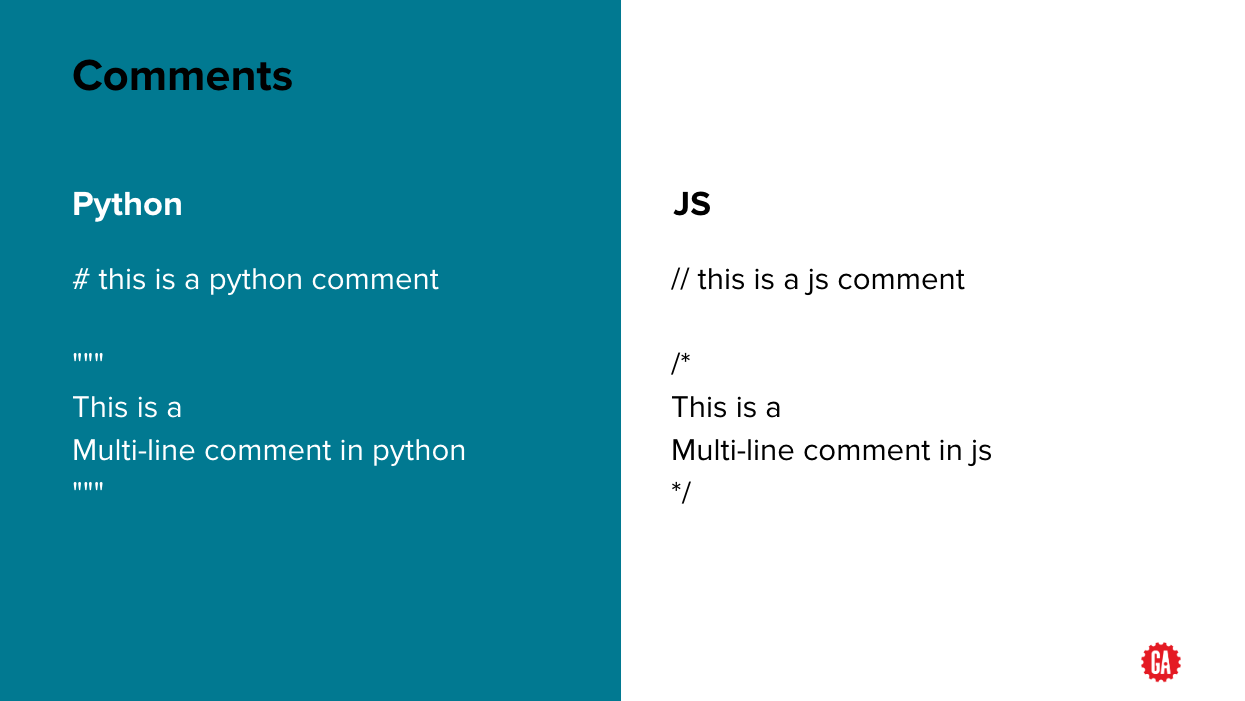 Comments
Python
# this is a python comment
"""
This is a
Multi-line comment in python
"""
JS
// this is a js comment
/*
This is a
Multi-line comment in js
*/
GA